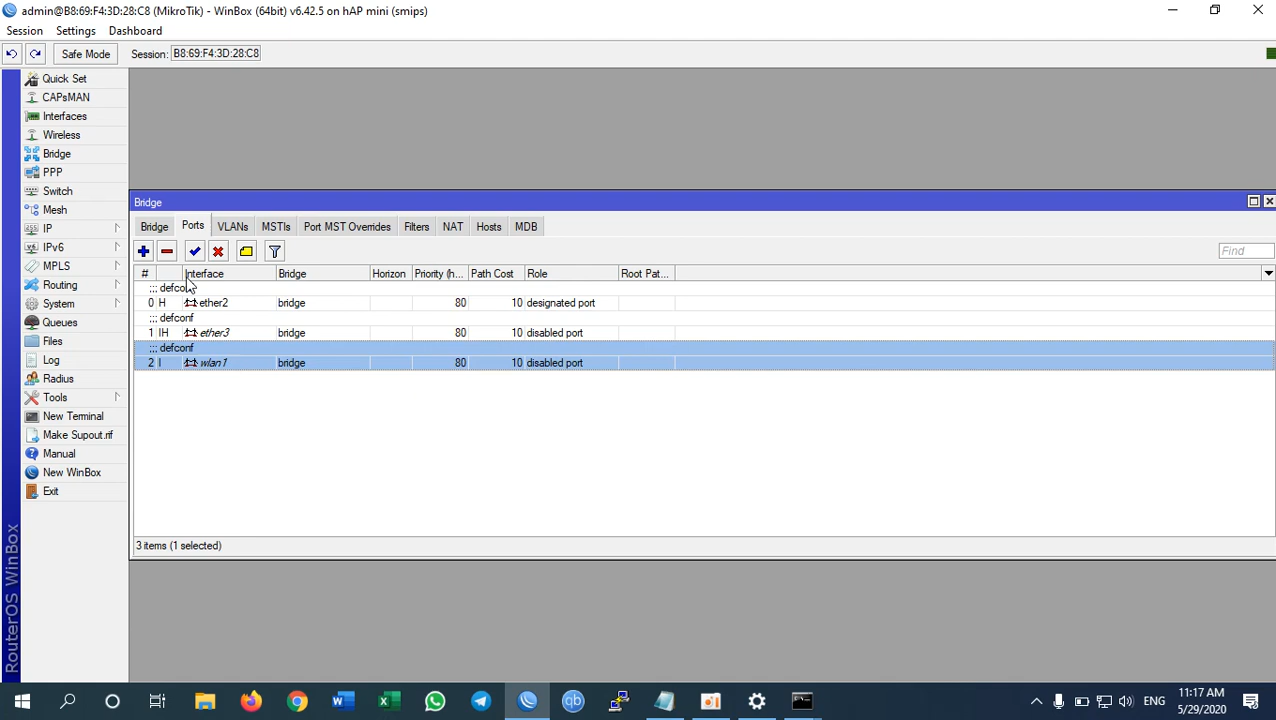 admin@B8:69:F4:3D:28:C8 (MikroTik) - WinBox (64bit) v6.42.5 on hAP mini (smips)
Session Settings Dashboard
Safe Mode Session: B8:69:F4:3D:28:C8
Quick Set
CAPsMAN
Interfaces
Wireless
Bridge
PPP
Switch
Mesh
IP
IPv6
MPLS
Routing
System
Queues
Files
Log
Radius
Tools
New Terminal
Make Supout.rif
Manual
New WinBox
Exit
RouterOS WinBox
Bridge
Bridge Ports VLANs MSTIs Port MST Overrides Filters NAT Hosts MDB
Find
# Interface Bridge Horizon Priority (h... Path Cost Role Root Pat...
;;; defconf
0 H ether2 bridge 80 10 designated port
;;; defconf
1 IH ether3 bridge 80 10 disabled port
;;; defconf
2 I wlan1 bridge 80 10 disabled port
3 items (1 selected)
ENG
11:17 AM
5/29/2020